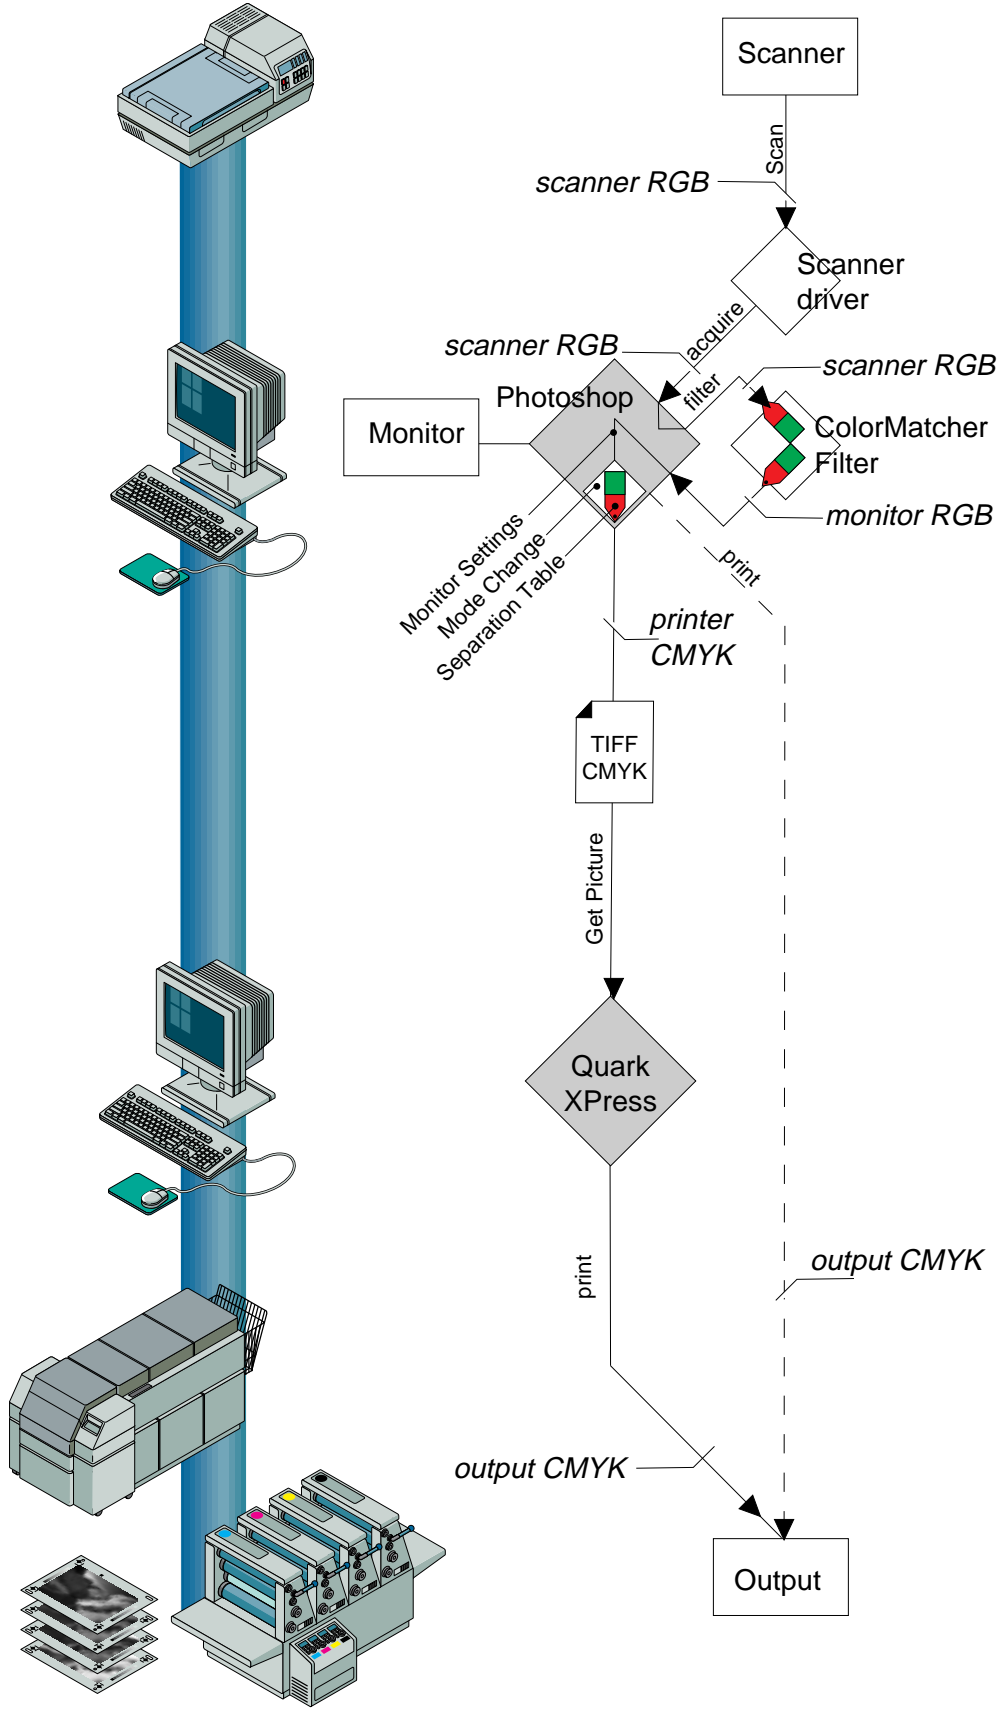 Scanner
Scan
scanner RGB
Scanner
driver
acquire
scanner RGB
filter
scanner RGB
Photoshop
Monitor
ColorMatcher
Filter
monitor RGB
Monitor Settings
Mode Change
Separation Table
print
printer
CMYK
TIFF
CMYK
Get Picture
Quark
XPress
print
output CMYK
output CMYK
Output